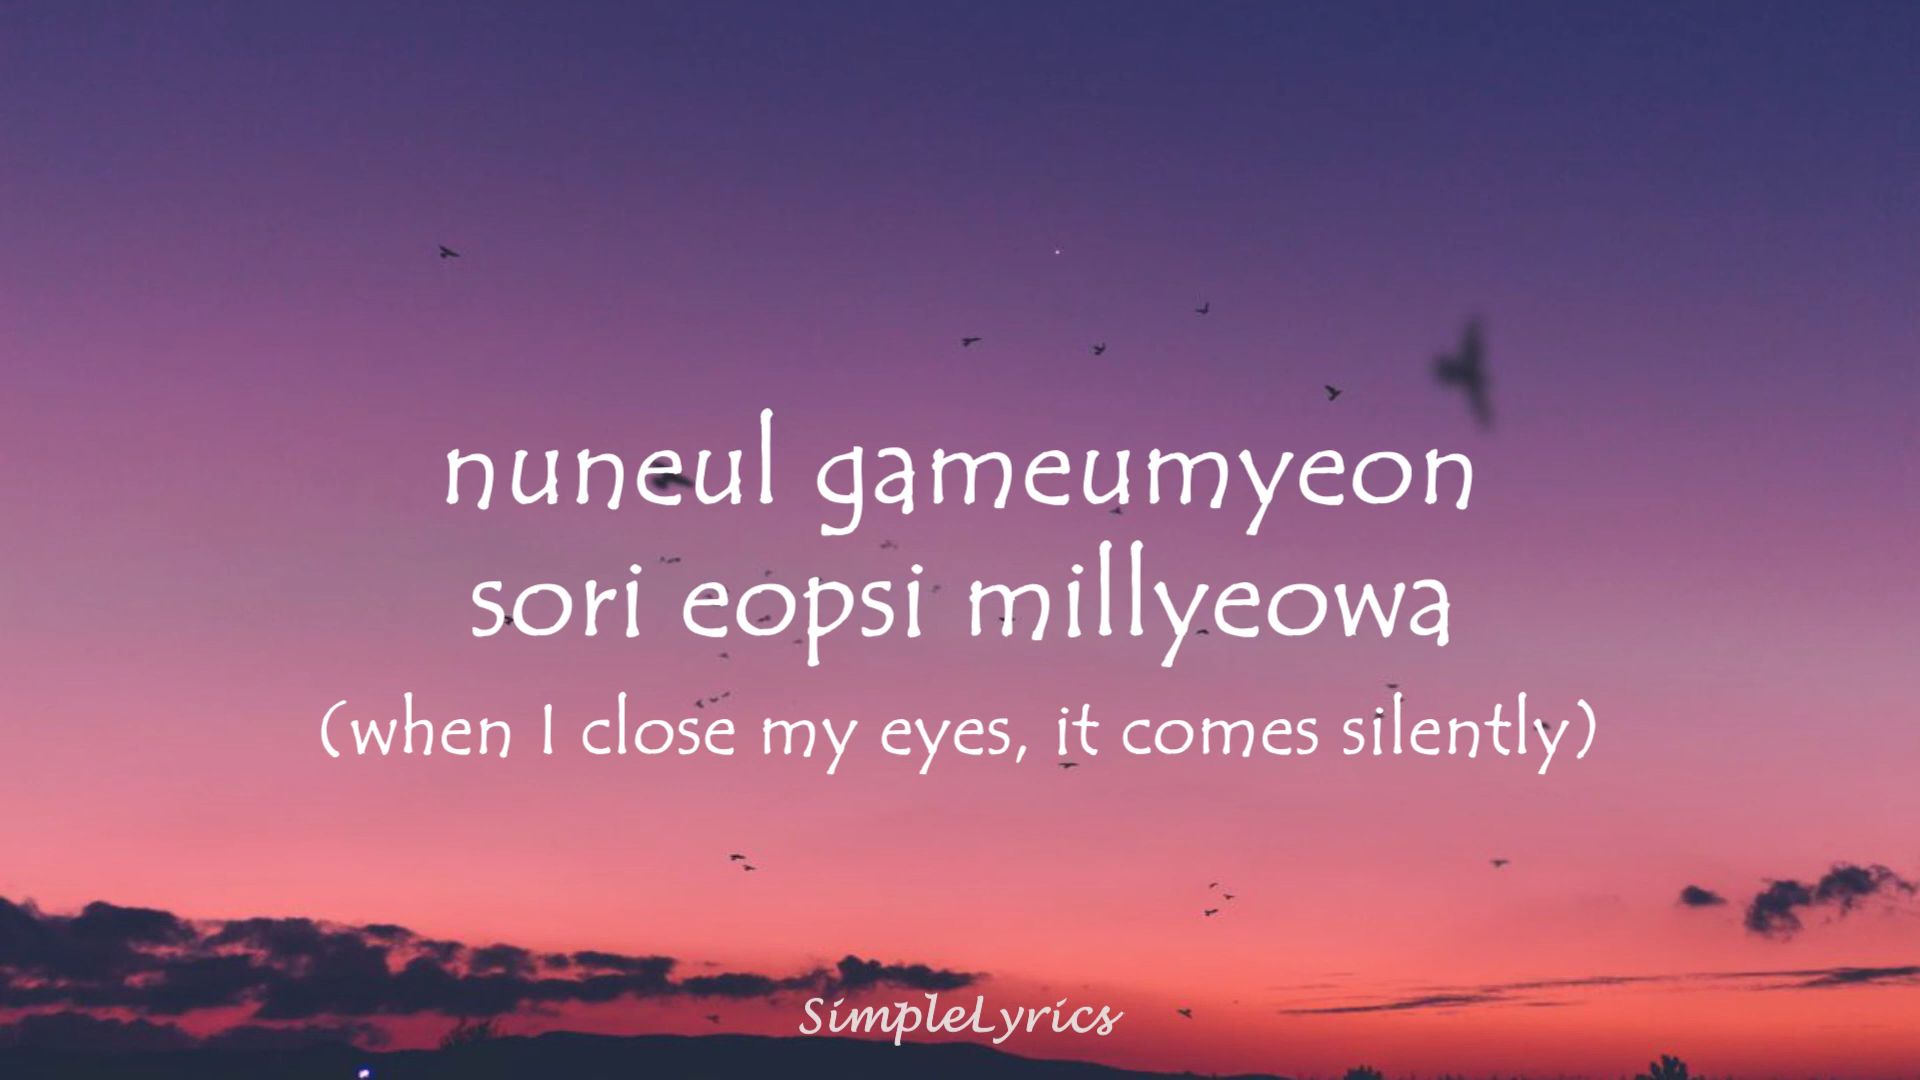 nuneul gameumyeon
sori eopsi millyeowa
(when I close my eyes, it comes silently)
SimpleLyrics